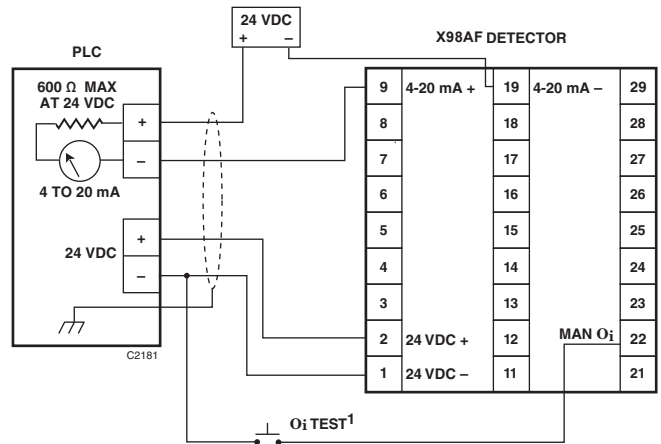 24 VDC
+ –
PLC
X98AF DETECTOR
600 Ω MAX
AT 24 VDC
+
–
4 TO 20 mA
24 VDC
+
–
C2181
9 4-20 mA + 19 4-20 mA – 29
8 18 28
7 17 27
6 16 26
5 15 25
4 14 24
3 13 23
2 24 VDC + 12 MAN Oi 22
1 24 VDC – 11 21
Oi TEST1